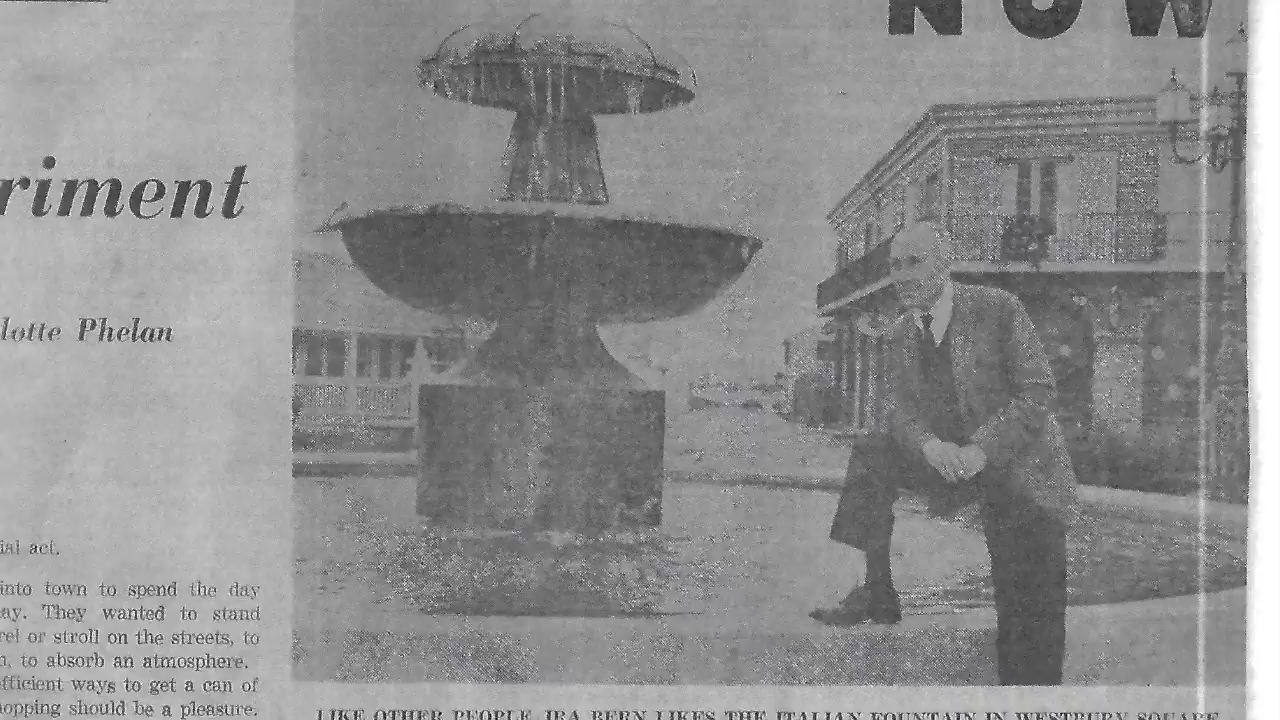 NOW
riment
lotte Phelan
ial act.
into town to spend the day
ay. They wanted to stand
rel or stroll on the streets, to
n, to absorb an atmosphere.
fficient ways to get a can of
hopping should be a pleasure.
LIKE OTHER PEOPLE, IRA BERN LIKES THE ITALIAN FOUNTAIN IN WESTBURY SQUARE